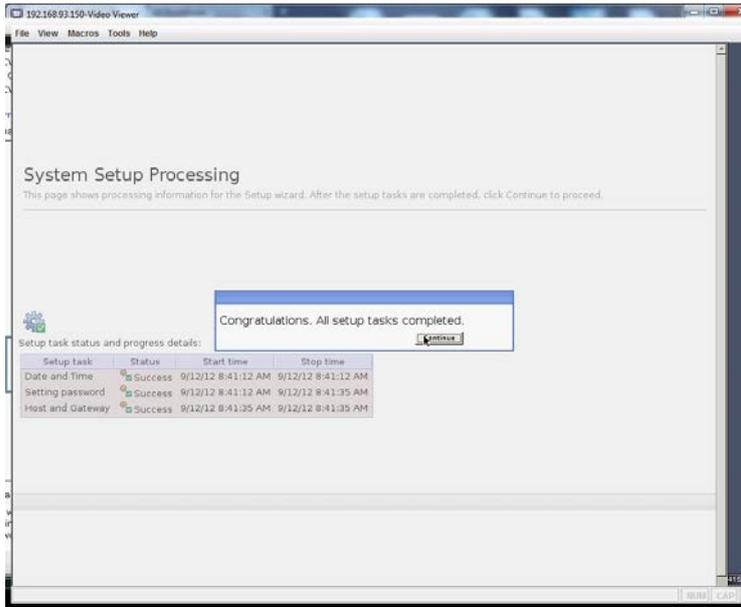 192.168.93.150-Video Viewer
File View Macros Tools Help
System Setup Processing
This page shows processing information for the Setup wizard. After the setup tasks are completed, click Continue to proceed.
Congratulations. All setup tasks completed.
Continue
Setup task status and progress details:
Setup task Status Start time Stop time
Date and Time Success 9/12/12 8:41:12 AM 9/12/12 8:41:12 AM
Setting password Success 9/12/12 8:41:12 AM 9/12/12 8:41:35 AM
Host and Gateway Success 9/12/12 8:41:35 AM 9/12/12 8:41:35 AM
415
NUM CAP